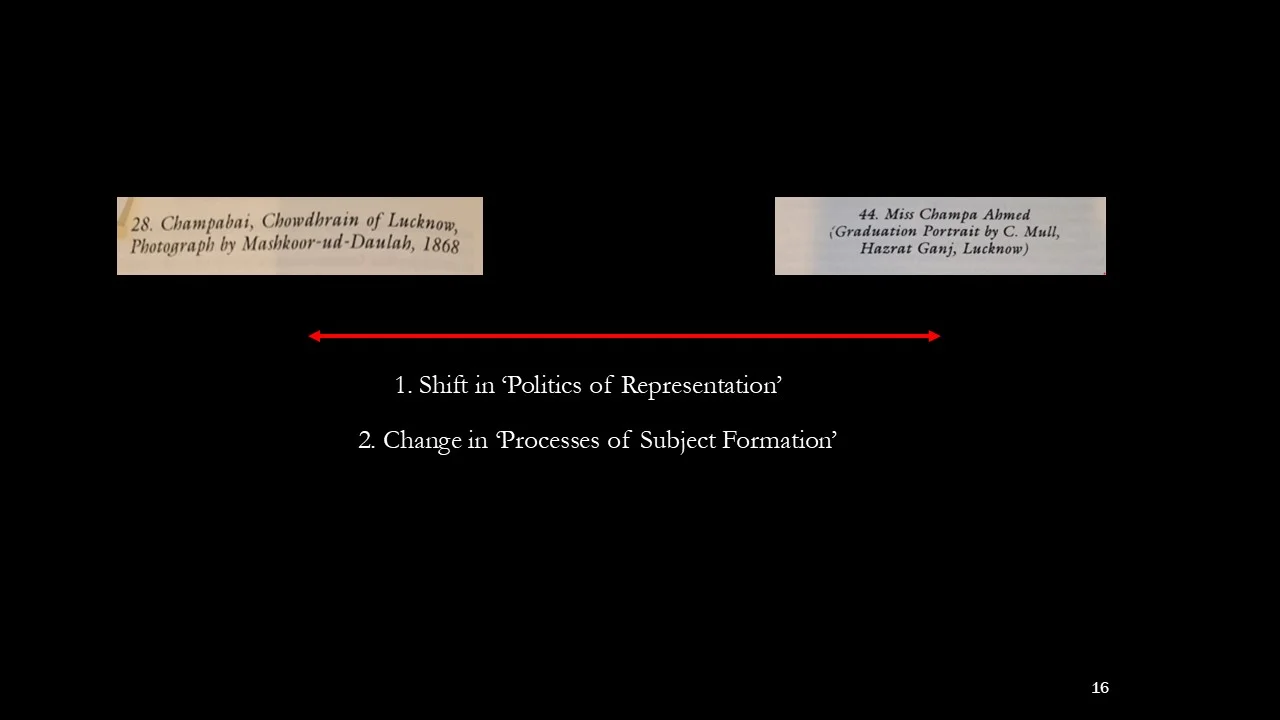 28. Champabai, Chowdhrain of Lucknow,
Photograph by Mashkoor-ud-Daulah, 1868
44. Miss Champa Ahmed
(Graduation Portrait by C. Mull,
Hazrat Ganj, Lucknow)
1. Shift in ‘Politics of Representation’
2. Change in ‘Processes of Subject Formation’
16